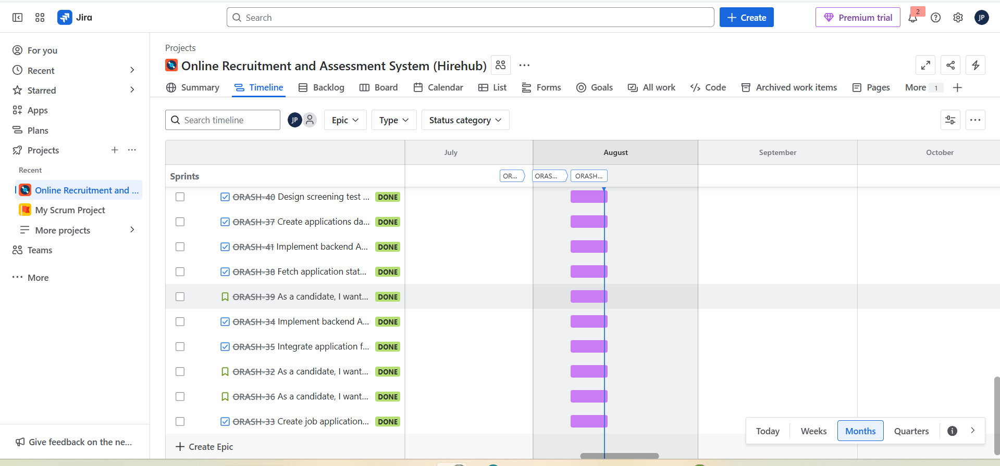 Jira
Search
Create
Premium trial
2
JP
For you
Recent
Starred
Apps
Plans
Projects
Recent
Online Recruitment and ...
My Scrum Project
More projects
Teams
More
Give feedback on the ne...
Projects
Online Recruitment and Assessment System (Hirehub)
Summary Timeline Backlog Board Calendar List Forms Goals All work Code Archived work items Pages More 1
Search timeline JP Epic Type Status category
July August September October
Sprints OR... ORAS... ORASH...
ORASH-40 Design screening test ... DONE
ORASH-37 Create applications da... DONE
ORASH-41 Implement backend A... DONE
ORASH-38 Fetch application stat... DONE
ORASH-39 As a candidate, I want... DONE
ORASH-34 Implement backend A... DONE
ORASH-35 Integrate application f... DONE
ORASH-32 As a candidate, I want... DONE
ORASH-36 As a candidate, I want... DONE
ORASH-33 Create job application... DONE
Create Epic
Today Weeks Months Quarters